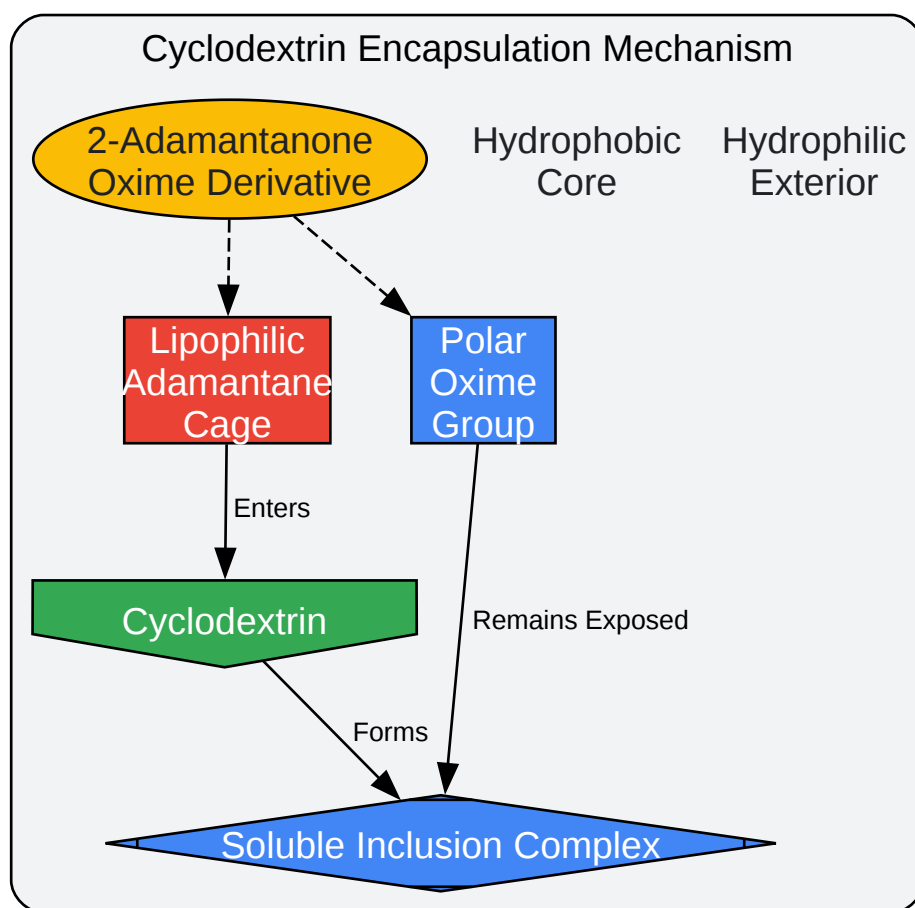 Cyclodextrin Encapsulation Mechanism
2-Adamantanone
Oxime Derivative
Hydrophobic
Core
Hydrophilic
Exterior
Lipophilic
Adamantane
Cage
Polar
Oxime
Group
Enters
Cyclodextrin
Remains Exposed
Forms
Soluble Inclusion Complex